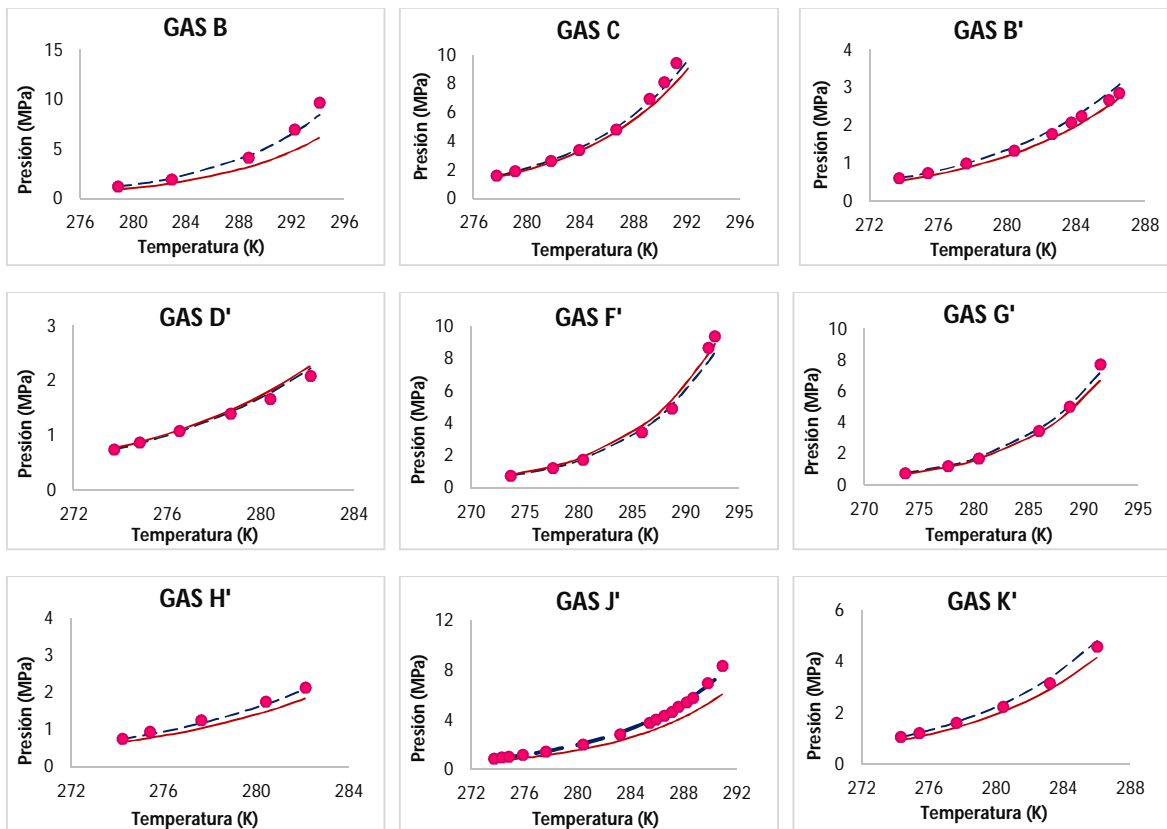 GAS B
15
10
5
0
Presión (MPa)
276 280 284 288 292 296
Temperatura (K)
GAS C
10
8
6
4
2
0
Presión (MPa)
276 280 284 288 292 296
Temperatura (K)
GAS B'
4
3
2
1
0
Presión (MPa)
272 276 280 284 288
Temperatura (K)
GAS D'
3
2
1
0
Presión (MPa)
272 276 280 284
Temperatura (K)
GAS F'
10
8
6
4
2
0
Presión (MPa)
270 275 280 285 290 295
Temperatura (K)
GAS G'
10
8
6
4
2
0
Presión (MPa)
270 275 280 285 290 295
Temperatura (K)
GAS H'
4
3
2
1
0
Presión (MPa)
272 276 280 284
Temperatura (K)
GAS J'
12
8
4
0
Presión (MPa)
272 276 280 284 288 292
Temperatura (K)
GAS K'
6
4
2
0
Presión (MPa)
272 276 280 284 288
Temperatura (K)